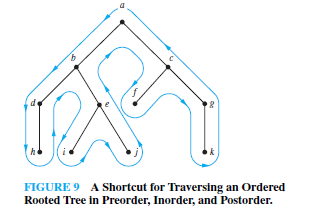 a
b c
d e f g
h i j k
FIGURE 9 A Shortcut for Traversing an Ordered
Rooted Tree in Preorder, Inorder, and Postorder.